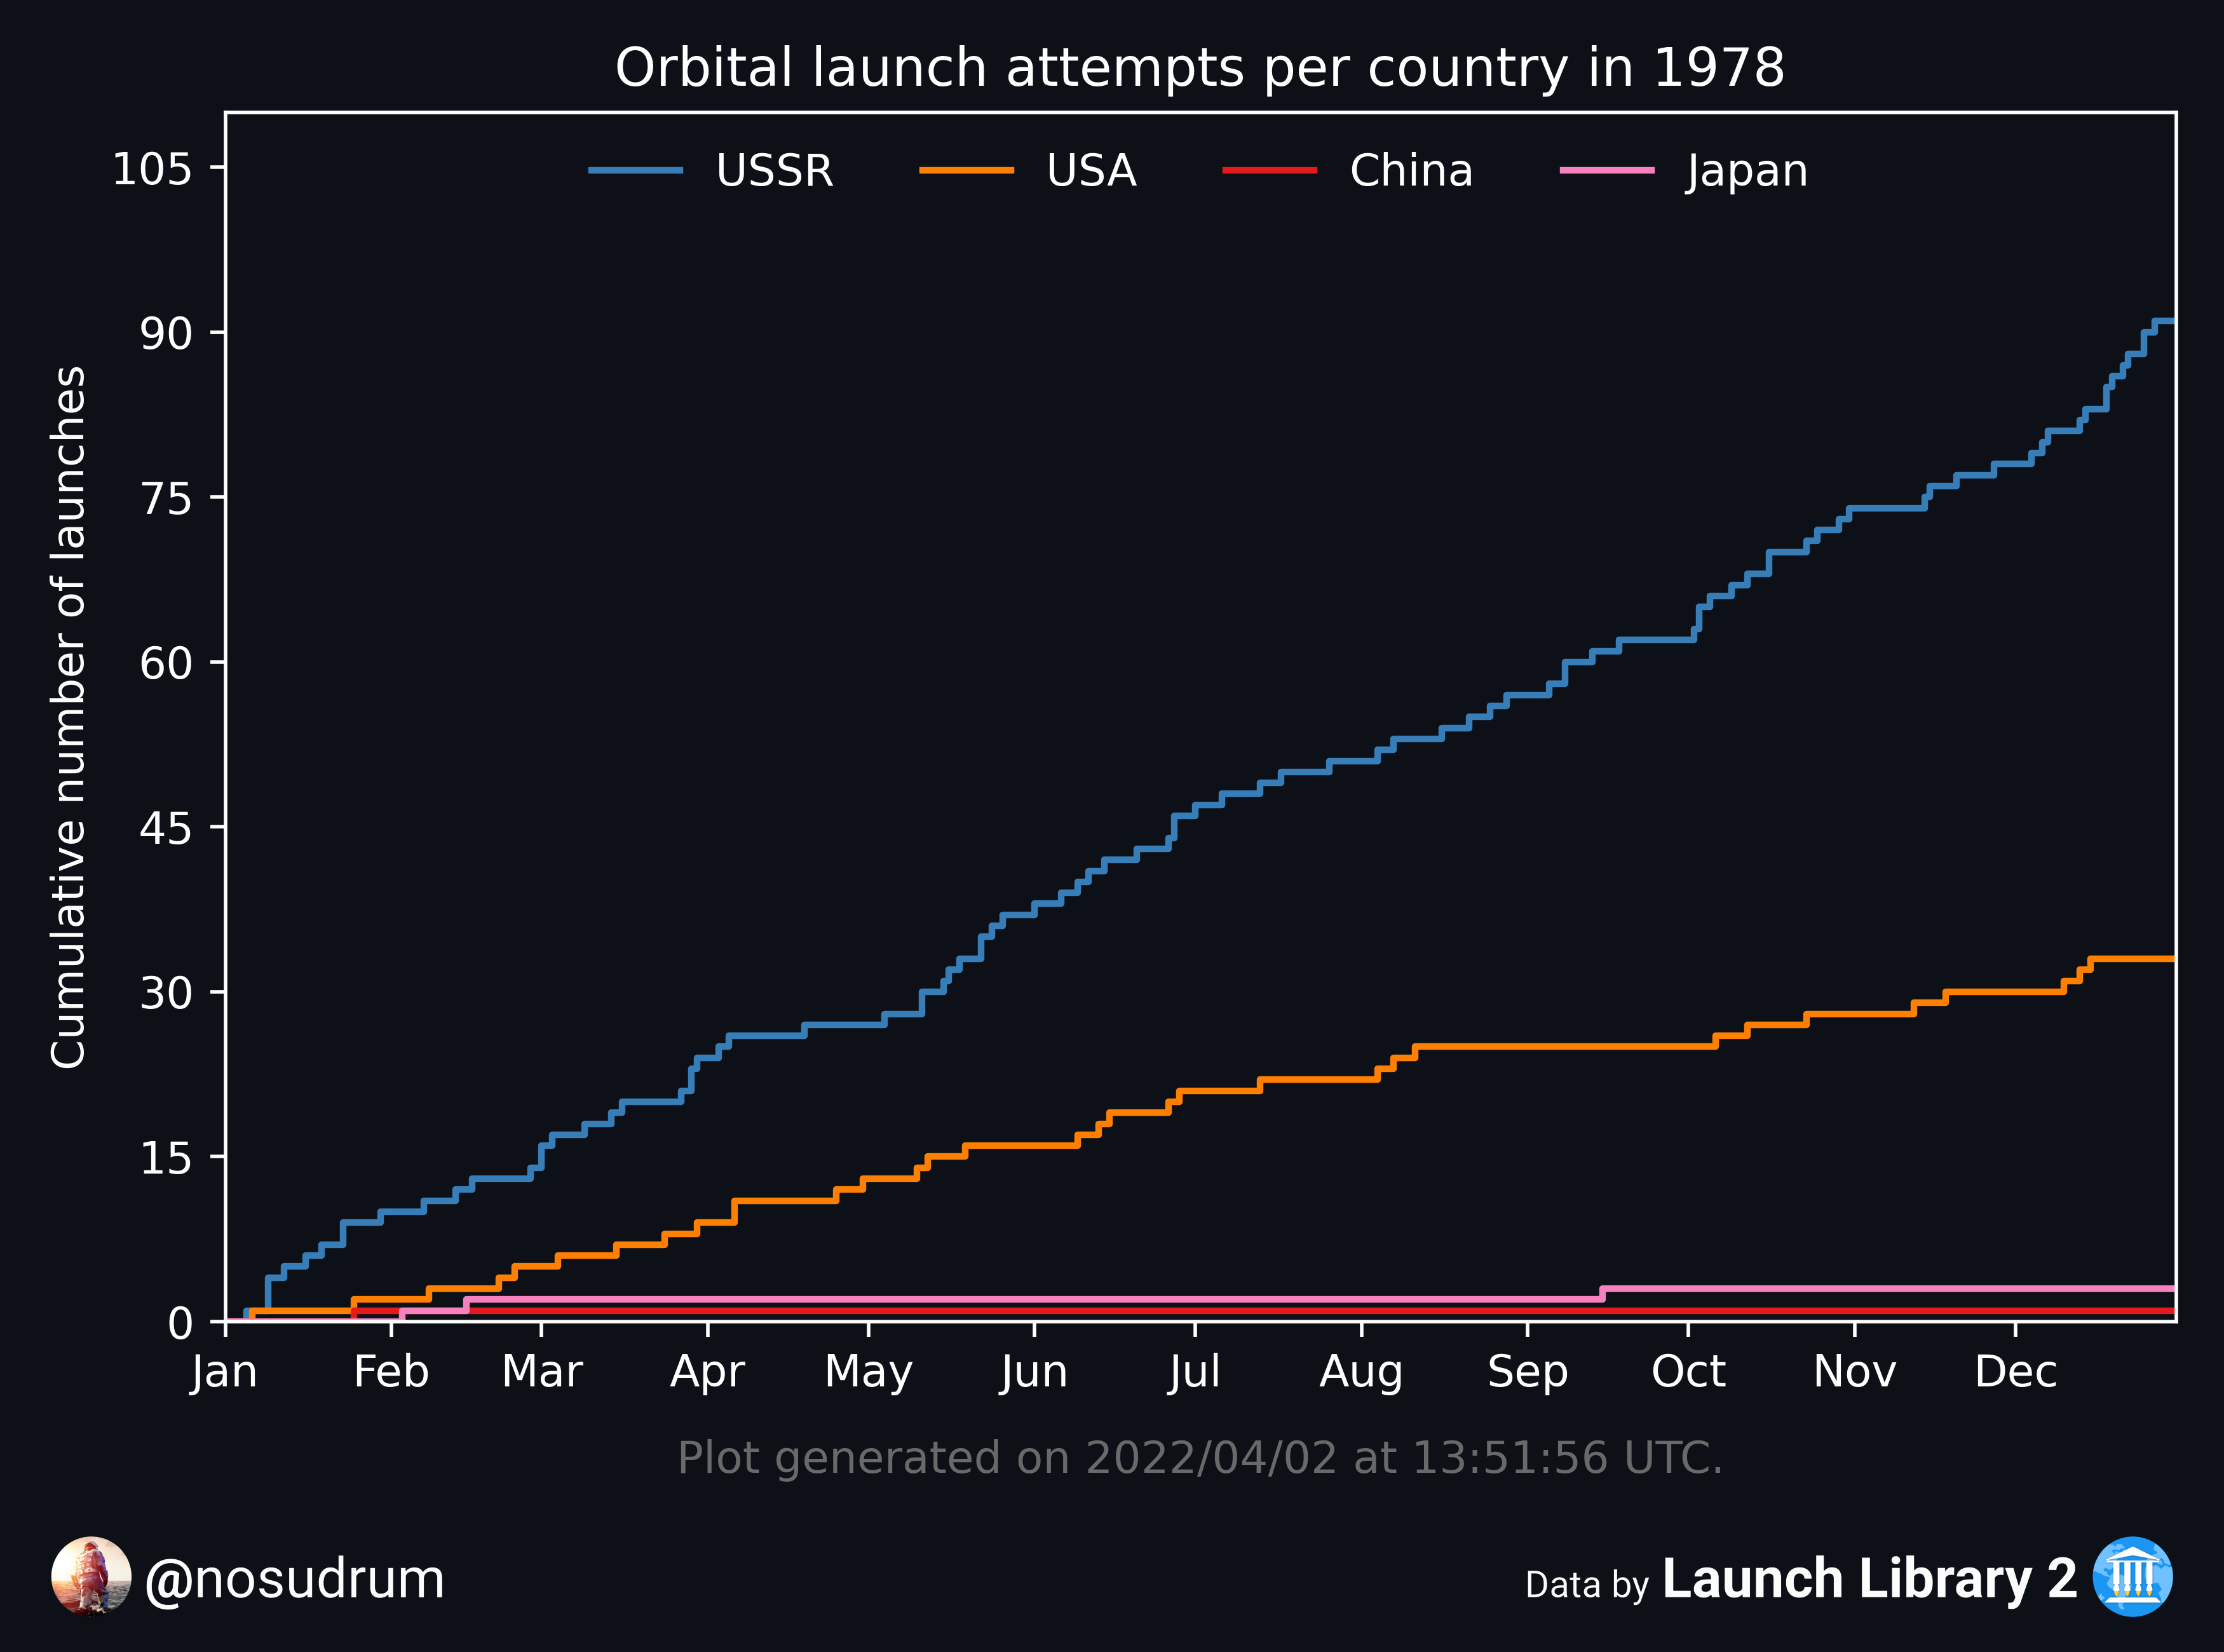 Orbital launch attempts per country in 1978
USSR USA China Japan
105
90
75
60
45
30
15
0
Cumulative number of launches
Jan Feb Mar Apr May Jun Jul Aug Sep Oct Nov Dec
Plot generated on 2022/04/02 at 13:51:56 UTC.
@nosudrum
Data by Launch Library 2